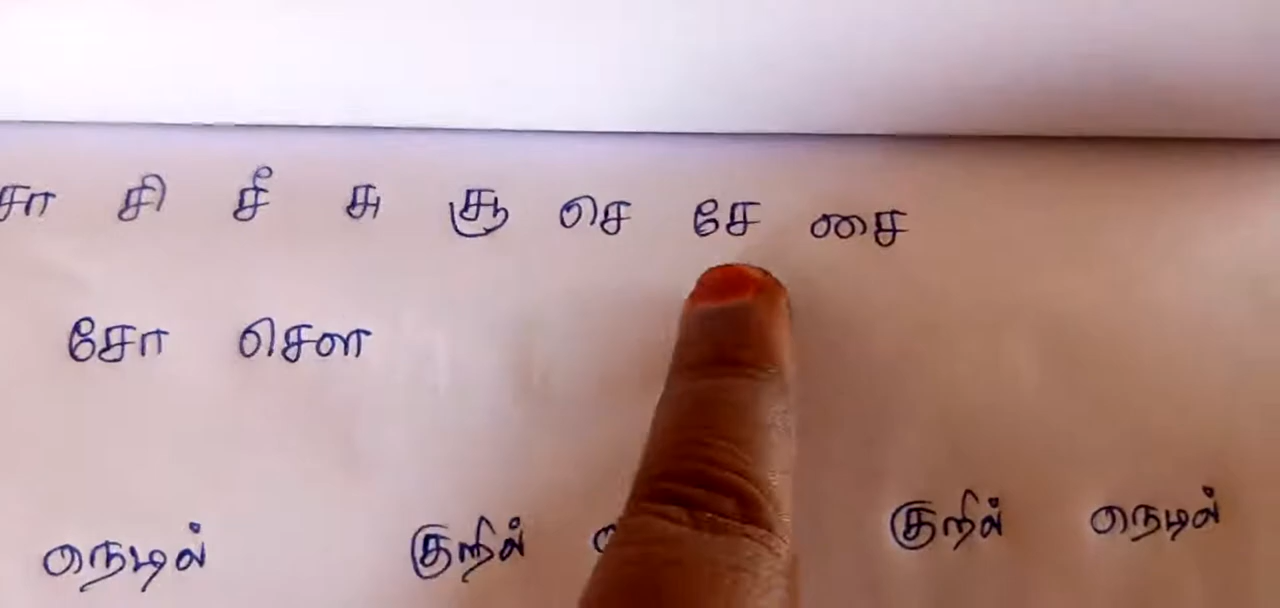 சா சி சீ சு சூ செ சே சை
சோ சௌ
நெடில் குறில் குறில் நெடில்